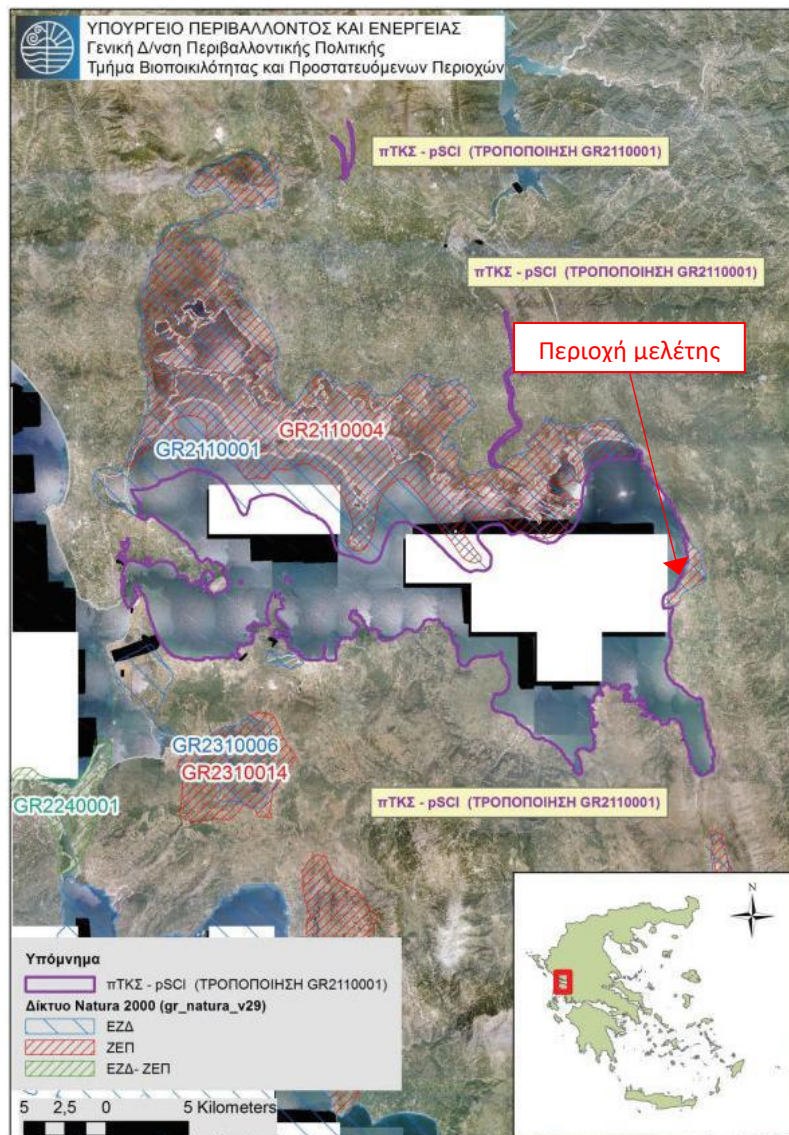 ΥΠΟΥΡΓΕΙΟ ΠΕΡΙΒΑΛΛΟΝΤΟΣ ΚΑΙ ΕΝΕΡΓΕΙΑΣ
Γενική Δ/νση Περιβαλλοντικής Πολιτικής
Τμήμα Βιοποικιλότητας και Προστατευόμενων Περιοχών
πΤΚΣ - pSCI (ΤΡΟΠΟΠΟΙΗΣΗ GR2110001)
πΤΚΣ - pSCI (ΤΡΟΠΟΠΟΙΗΣΗ GR2110001)
Περιοχή μελέτης
GR2110004
GR2110001
GR2310006
GR2310014
πΤΚΣ - pSCI (ΤΡΟΠΟΠΟΙΗΣΗ GR2110001)
GR2240001
N
Υπόμνημα
πΤΚΣ - pSCI (ΤΡΟΠΟΠΟΙΗΣΗ GR2110001)
Δίκτυο Natura 2000 (gr_natura_v29)
ΕΖΔ
ΖΕΠ
ΕΖΔ- ΖΕΠ
5 2,5 0 5 Kilometers